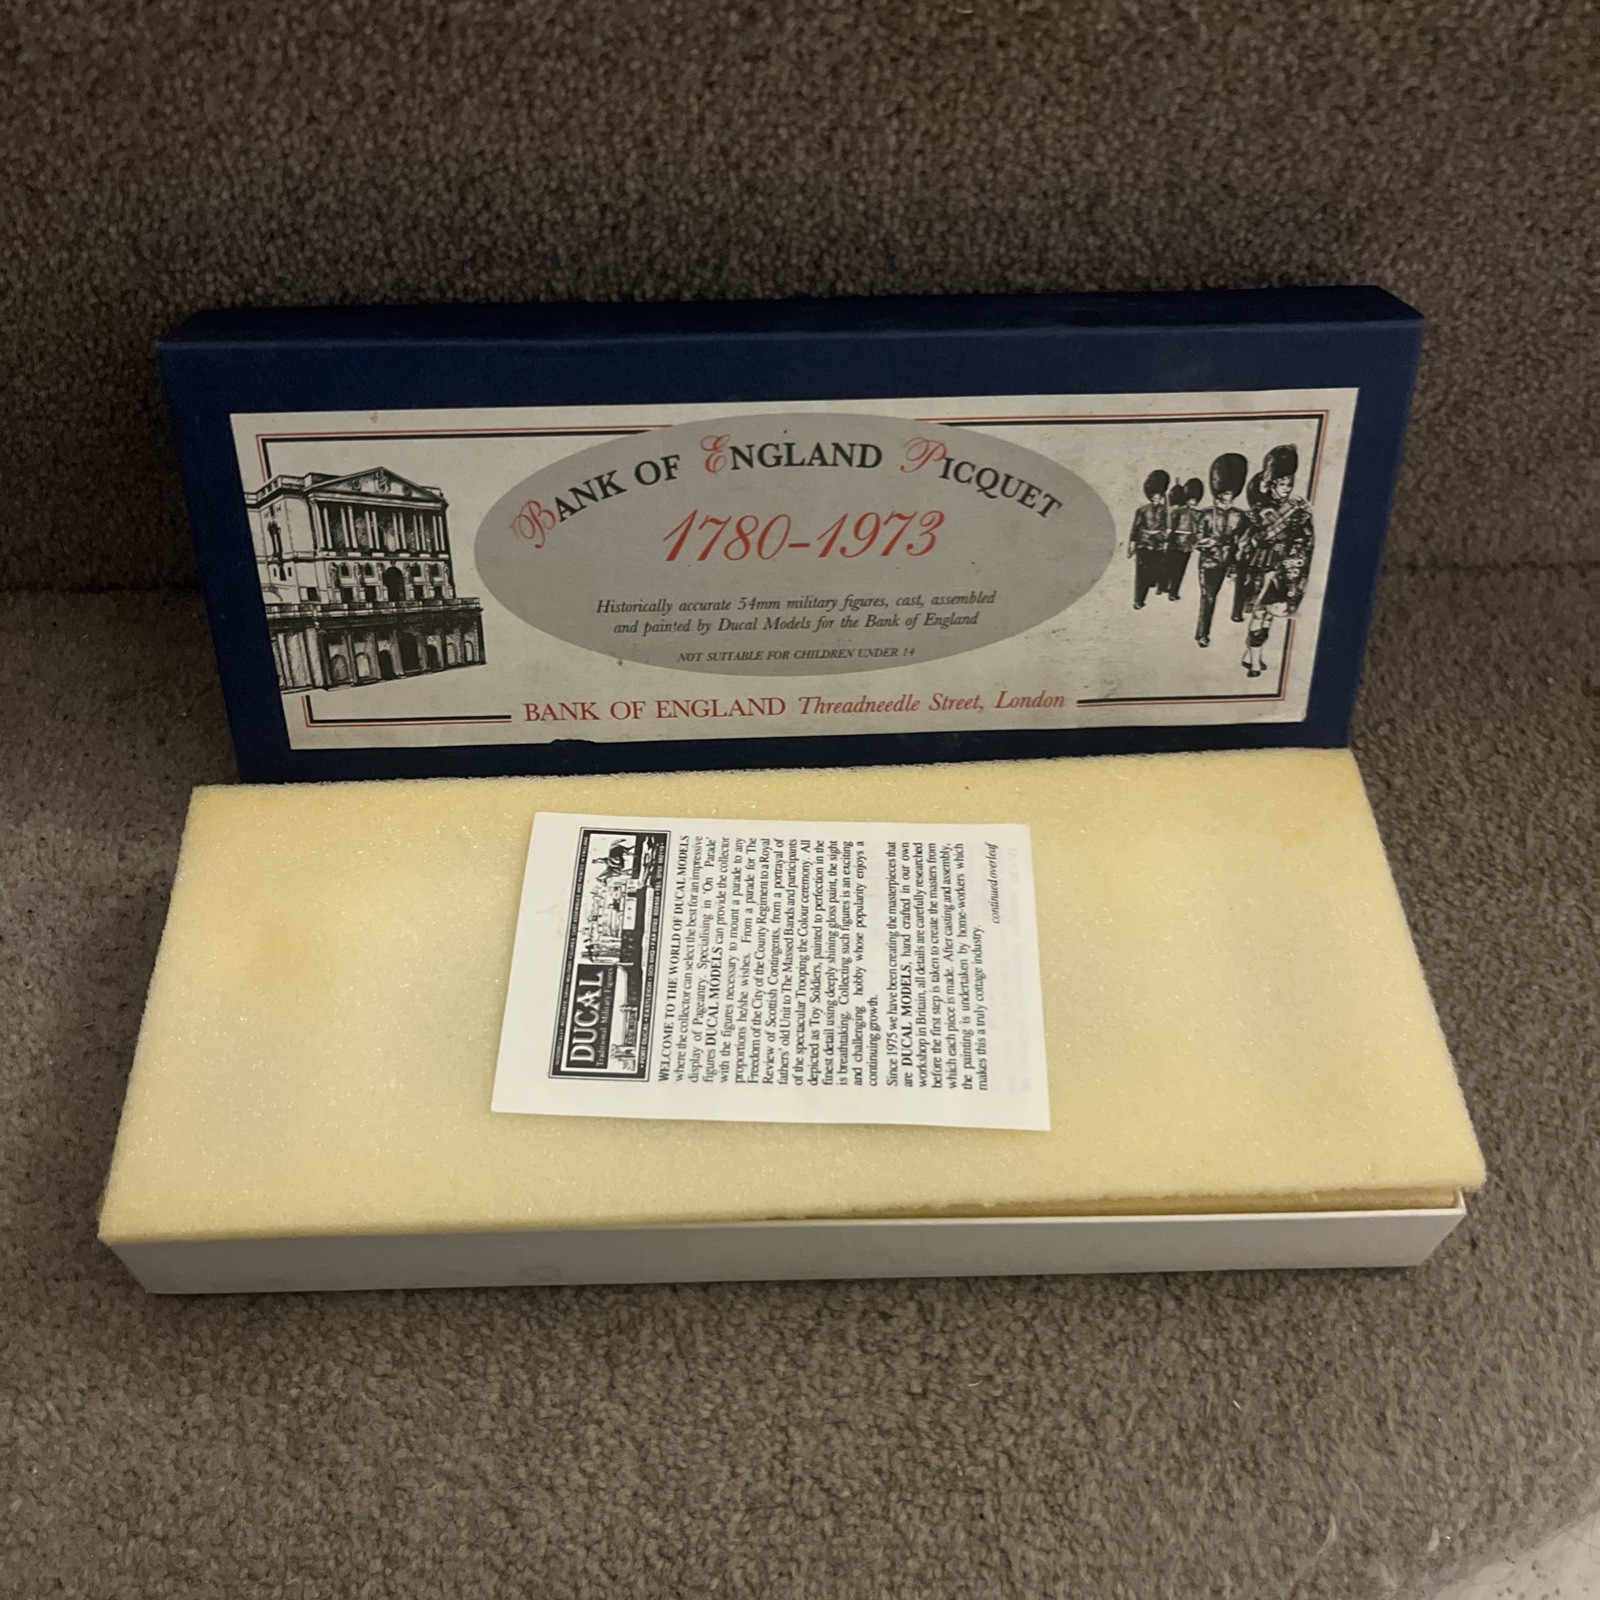 BANK OF ENGLAND PICQUET
1780-1973
Historically accurate 54mm military figures, cast, assembled
and painted by Ducal Models for the Bank of England
NOT SUITABLE FOR CHILDREN UNDER 14
BANK OF ENGLAND Threadneedle Street, London
DUCAL
Traditional Military Figures
WELCOME TO THE WORLD OF DUCAL MODELS
where the collector can select the best for an impressive
display of Pageantry. Specialising in 'On Parade'
figures DUCAL MODELS can provide the collector
with the figures necessary to mount a parade to any
proportions he/she wishes. From a parade for The
Freedom of the City of the County Regiment to a Royal
Review of Scottish Contingents, from a portrayal of
fathers' old Unit to The Massed Bands and participants
of the spectacular Trooping the Colour ceremony. All
depicted as Toy Soldiers, painted to perfection in the
finest detail using deeply shining gloss paint, the sight
is breathtaking. Collecting such figures is an exciting
and challenging hobby whose popularity enjoys a
continuing growth.
Since 1975 we have been creating the masterpieces that
are DUCAL MODELS, hand crafted in our own
workshop in Britain, all details are carefully researched
before the first step is taken to create the masters from
which each piece is made. After casting and assembly,
the painting is undertaken by home-workers which
makes this a truly cottage industry.
continued overleaf